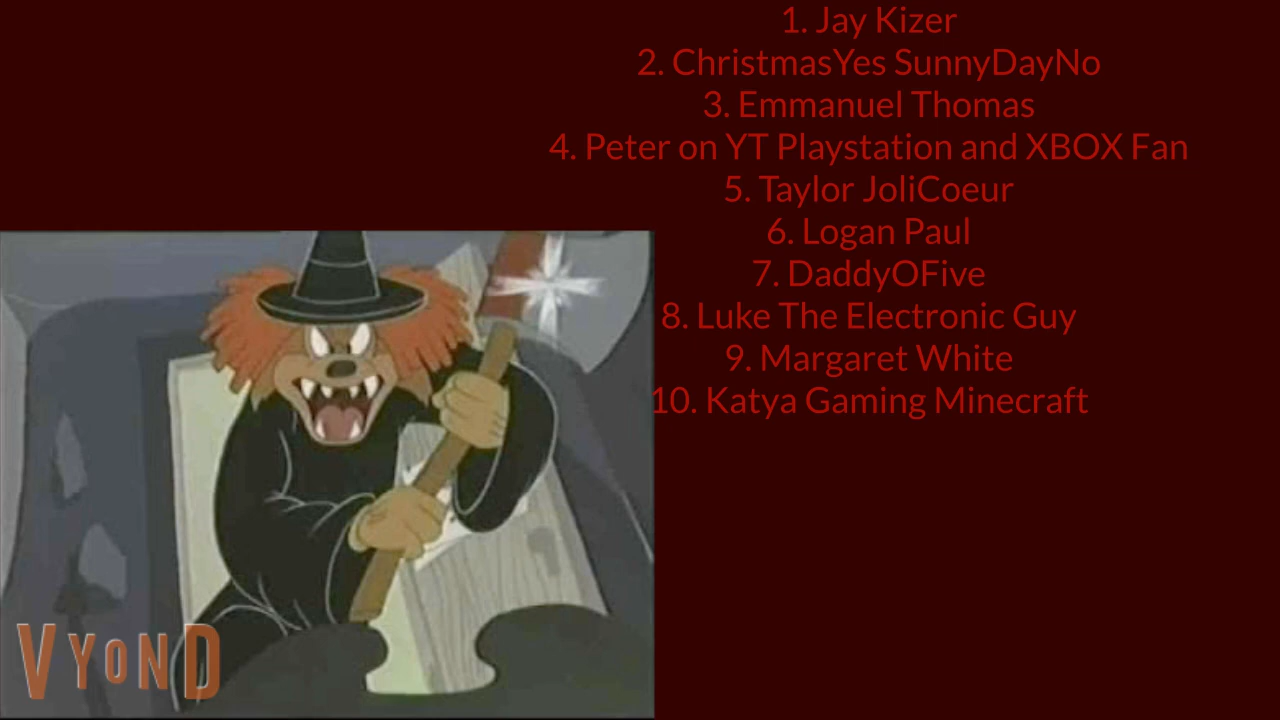 1. Jay Kizer
2. ChristmasYes SunnyDayNo
3. Emmanuel Thomas
4. Peter on YT Playstation and XBOX Fan
5. Taylor JoliCoeur
6. Logan Paul
7. DaddyOFive
8. Luke The Electronic Guy
9. Margaret White
10. Katya Gaming Minecraft
VYOND